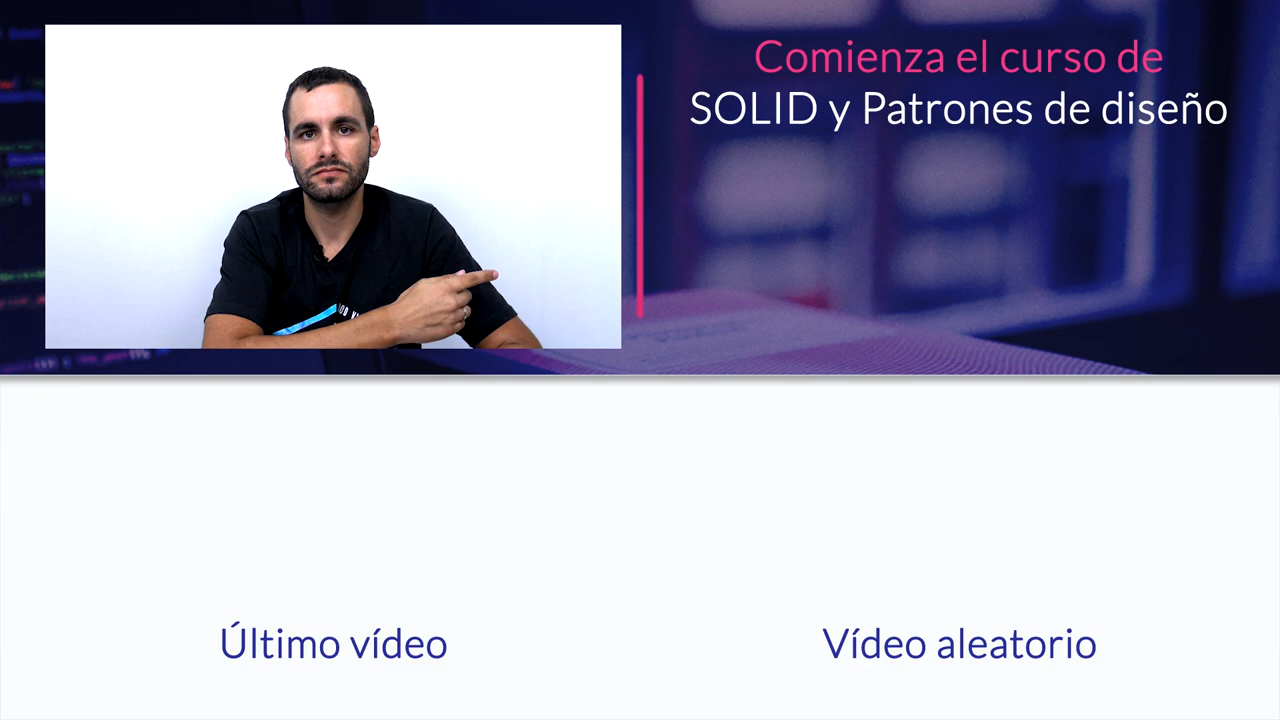 Comienza el curso de
SOLID y Patrones de diseño
Último vídeo
Vídeo aleatorio